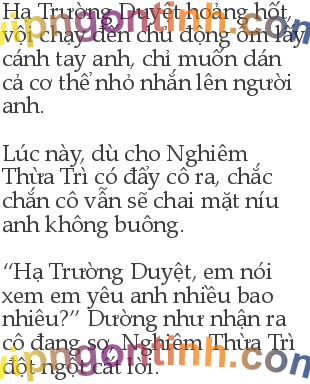 Hạ Trường Duyệt hoảng hốt,
vội chạy đến chủ động ôm lấy
cánh tay anh, chỉ muốn dán
cả cơ thể nhỏ nhắn lên người
anh.
Lúc này, dù cho Nghiêm
Thừa Trì có đẩy cô ra, chắc
chắn cô vẫn sẽ chai mặt níu
anh không buông.
“Hạ Trường Duyệt, em nói
xem em yêu anh nhiều bao
nhiêu?” Dường như nhận ra
cô đang sợ, Nghiêm Thừa Trì
đột ngột cất lời.
vipngontinh.com
vipngontinh.com